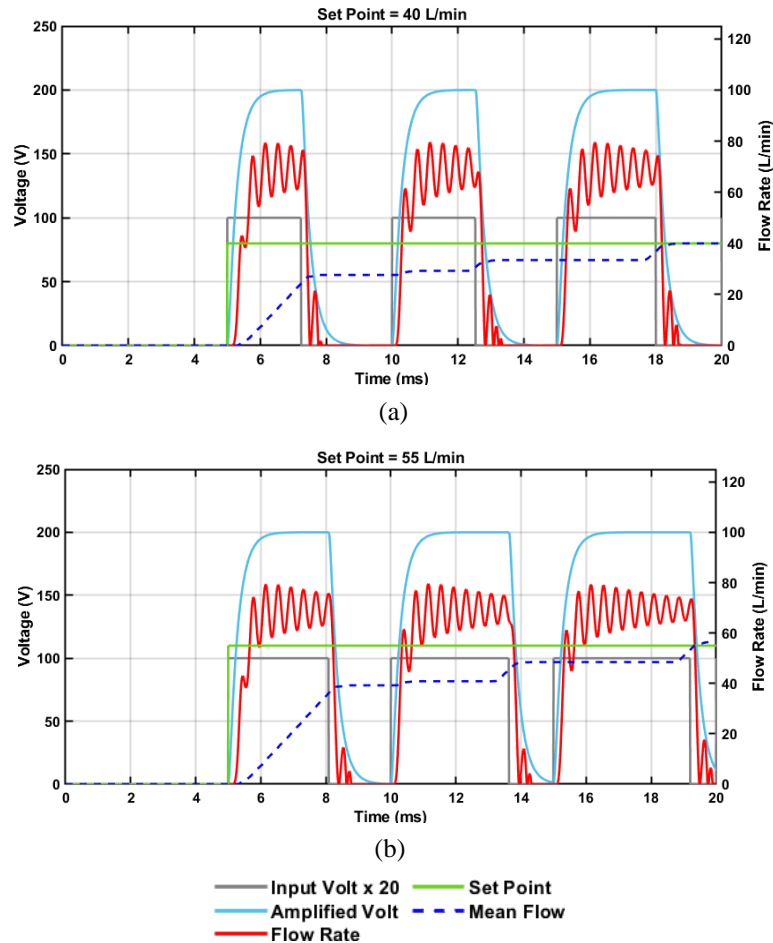 Set Point = 40 L/min
250
200
150
100
50
0
Voltage (V)
120
100
80
60
40
20
0
Flow Rate (L/min)
0 2 4 6 8 10 12 14 16 18 20
Time (ms)
(a)
Set Point = 55 L/min
250
200
150
100
50
0
Voltage (V)
120
100
80
60
40
20
0
Flow Rate (L/min)
0 2 4 6 8 10 12 14 16 18 20
Time (ms)
(b)
Input Volt x 20 Set Point
Amplified Volt Mean Flow
Flow Rate